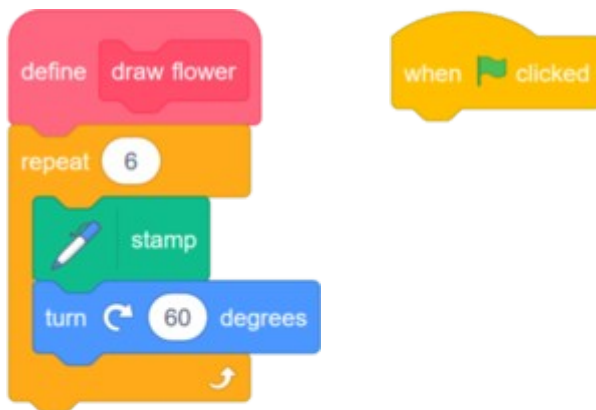 define draw flower
when clicked
repeat 6
stamp
turn 60 degrees